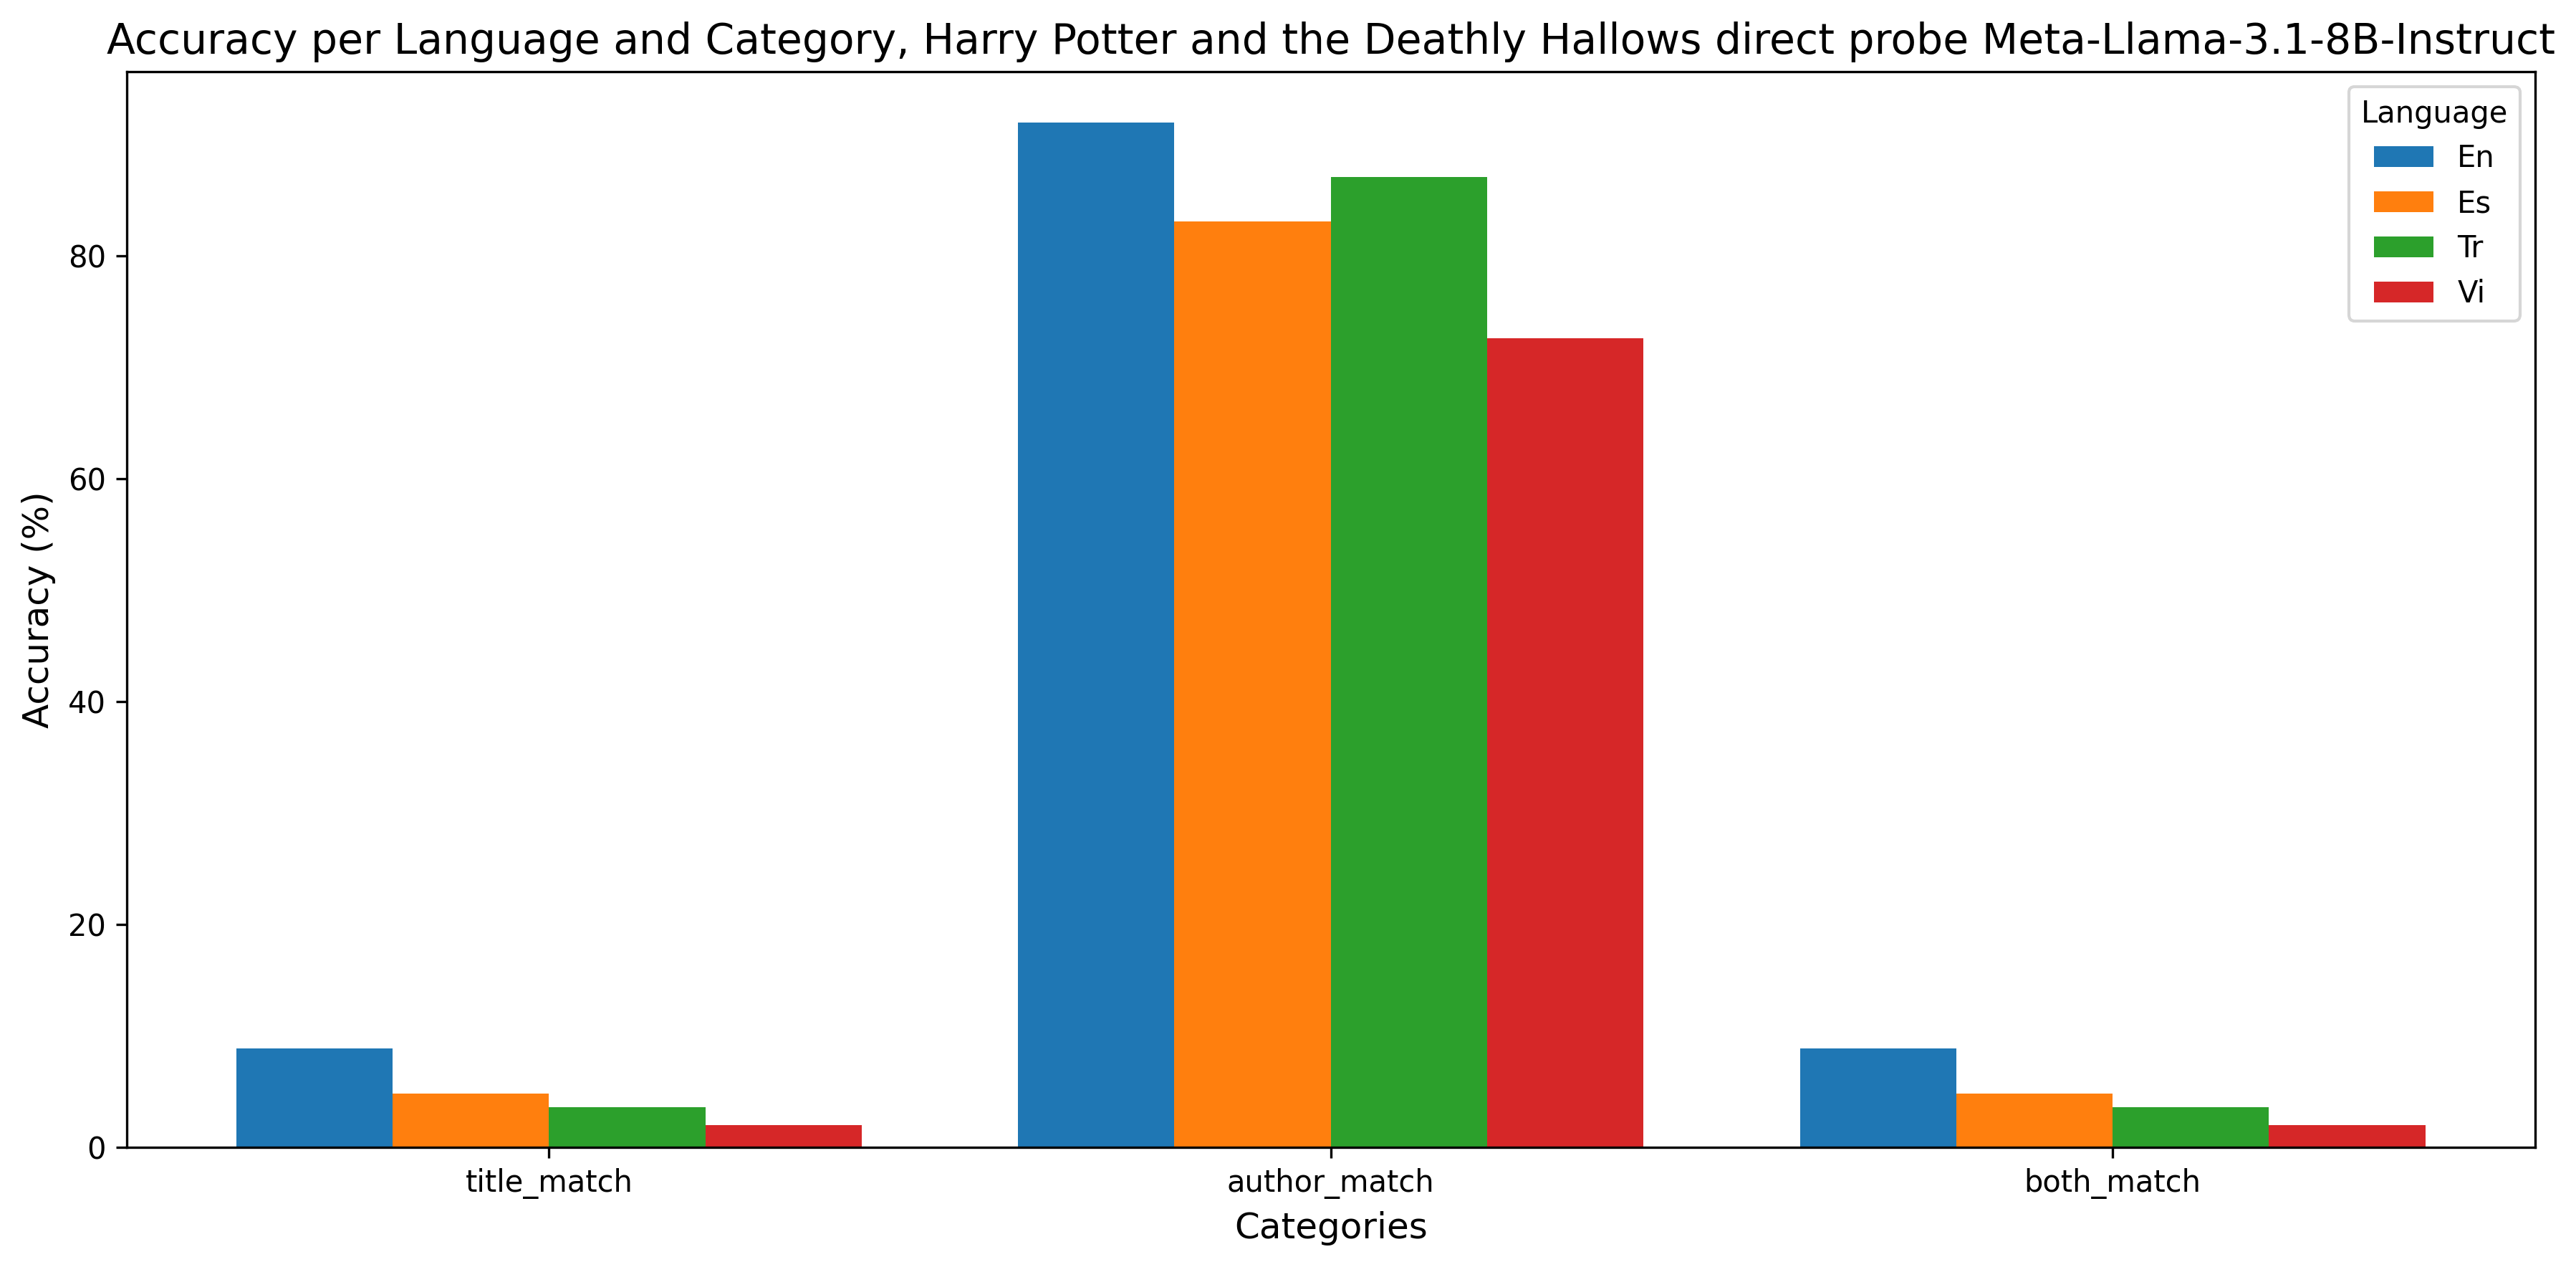 Accuracy per Language and Category, Harry Potter and the Deathly Hallows direct probe Meta-Llama-3.1-8B-Instruct
Language
En
Es
Tr
Vi
Accuracy (%)
80
60
40
20
0
title_match
author_match
both_match
Categories